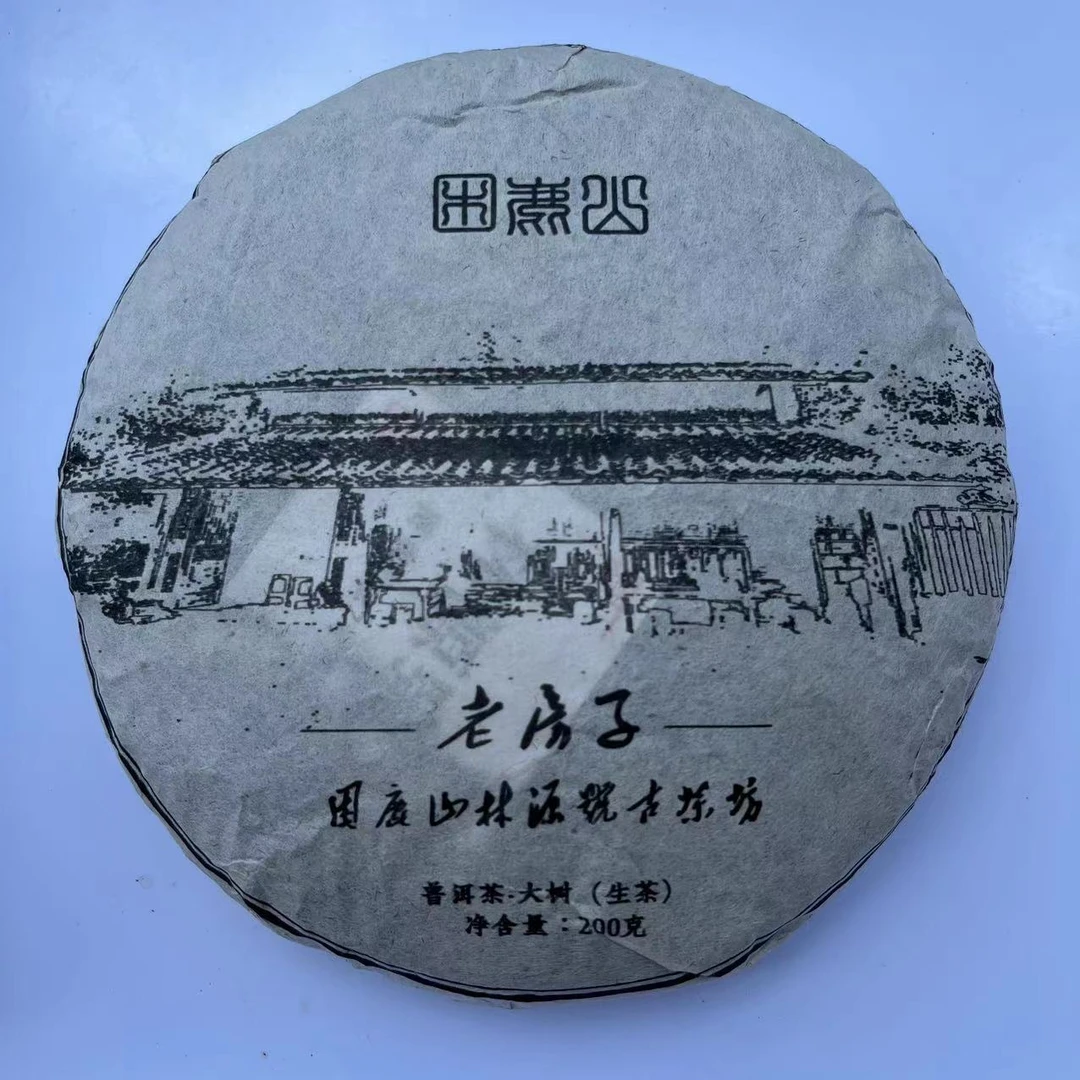 困鹿山
老房子
困鹿山林源號古茶坊
普洱茶·大树（生茶）
净含量：200克